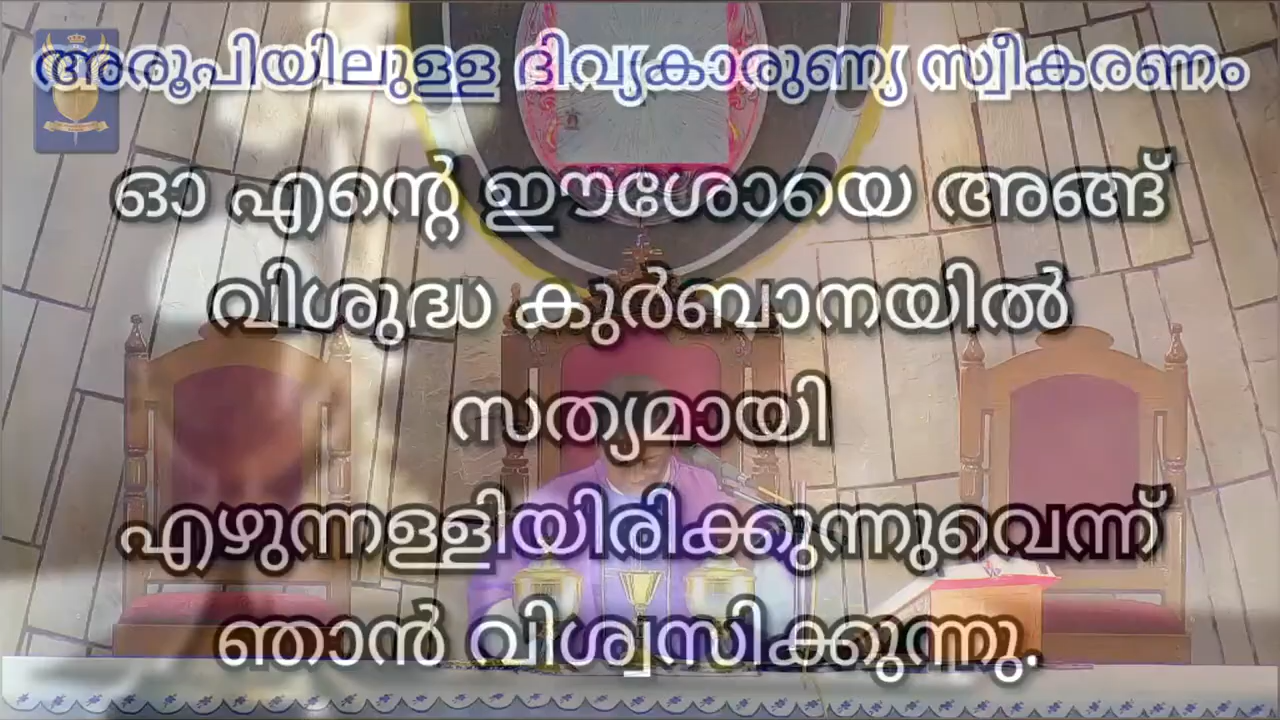 അരൂപിയിലുള്ള ദിവ്യകാരുണ്യ സ്വീകരണം
ഓ എന്റെ ഈശോയെ അങ്ങ്
വിശുദ്ധ കുർബാനയിൽ
സത്യമായി
എഴുന്നള്ളിയിരിക്കുന്നുവെന്ന്
ഞാൻ വിശ്വസിക്കുന്നു.